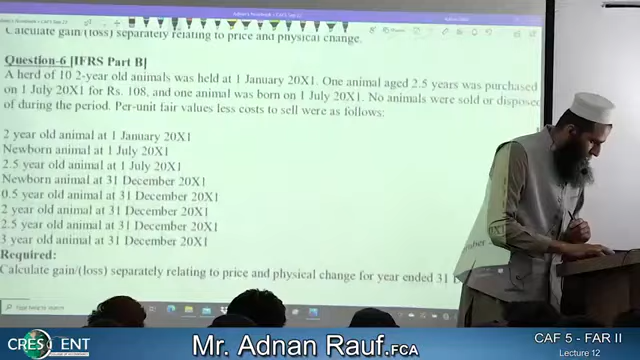 Calculate gain (loss) separately relating to price and physical change.
Question-6 [IFRS Part B]
A herd of 10 2-year old animals was held at 1 January 20X1. One animal aged 2.5 years was purchased
on 1 July 20X1 for Rs. 108, and one animal was born on 1 July 20X1. No animals were sold or disposed
of during the period. Per-unit fair values less costs to sell were as follows:
2 year old animal at 1 January 20X1
Newborn animal at 1 July 20X1
2.5 year old animal at 1 July 20X1
Newborn animal at 31 December 20X1
0.5 year old animal at 31 December 20X1
2 year old animal at 31 December 20X1
2.5 year old animal at 31 December 20X1
3 year old animal at 31 December 20X1
Required:
Calculate gain/(loss) separately relating to price and physical change for year ended 31
CRESCENT
Mr. Adnan Rauf.FCA
CAF 5 - FAR II
Lecture 12